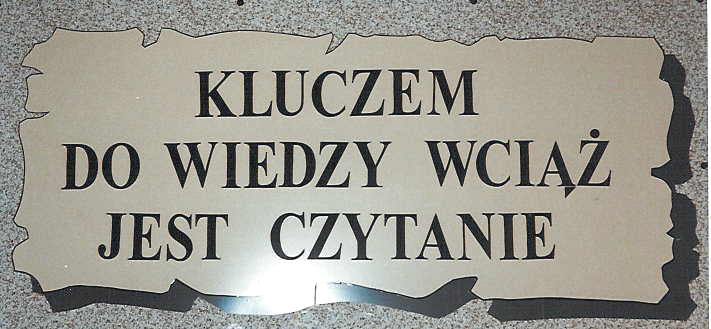 KLUCZEM
DO WIEDZY WCIĄŻ
JEST CZYTANIE